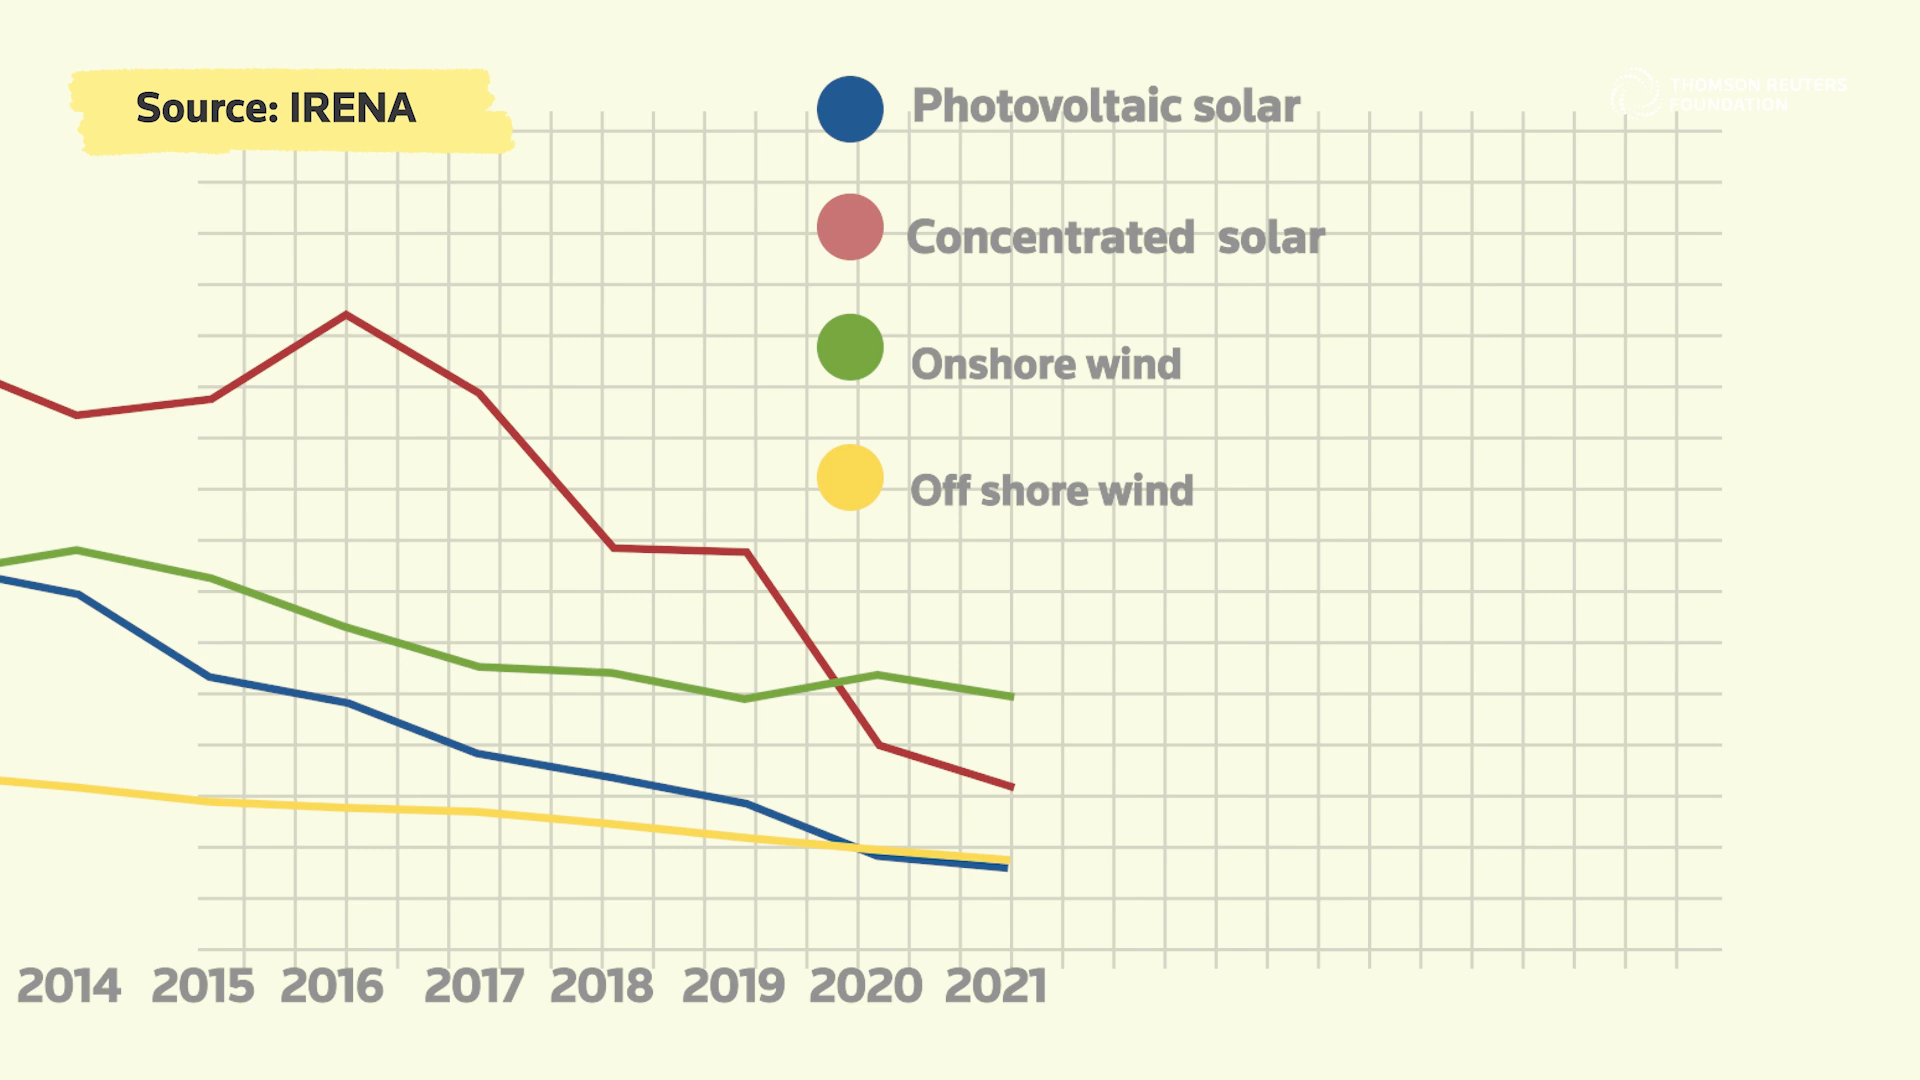 Source: IRENA
Photovoltaic solar
THOMSON REUTERS
FOUNDATION
Concentrated solar
Onshore wind
Off shore wind
2014 2015 2016 2017 2018 2019 2020 2021